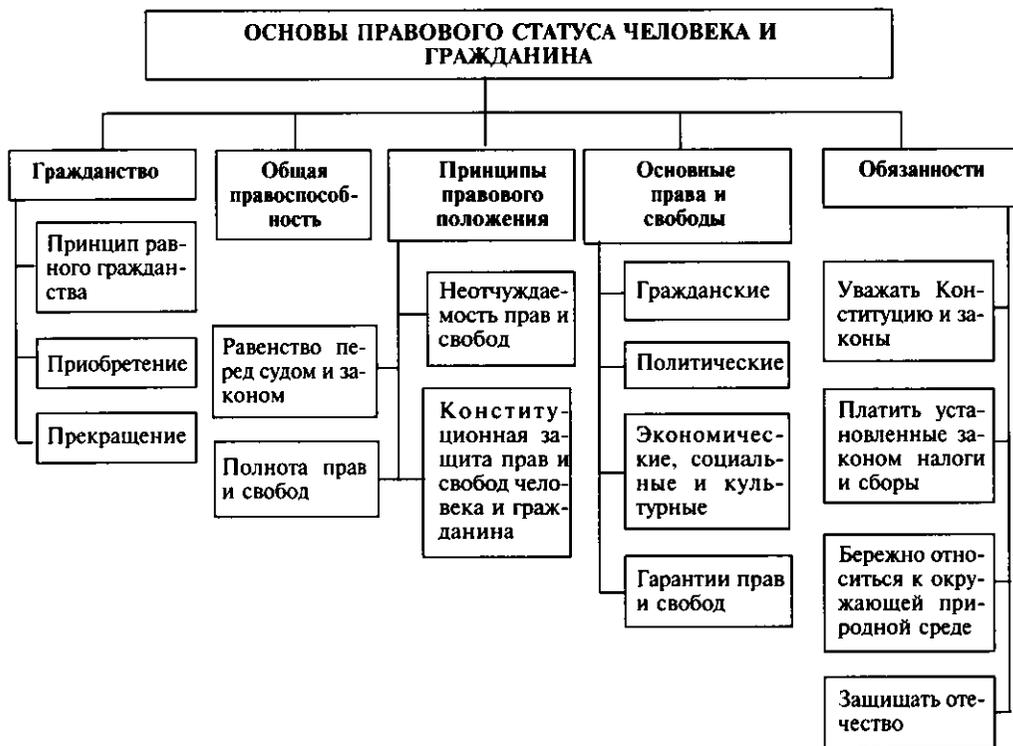 ОСНОВЫ ПРАВОВОГО СТАТУСА ЧЕЛОВЕКА И
ГРАЖДАНИНА
Гражданство
Принцип рав-
ного граждан-
ства
Приобретение
Прекращение
Общая
правоспособ-
ность
Принципы
правового
положения
Неотчуждае-
мость прав и
свобод
Равенство пе-
ред судом и за-
коном
Конститу-
ционная за-
щита прав и
свобод чело-
века и граж-
данина
Полнота прав
и свобод
Основные
права и
свободы
Гражданские
Политические
Экономичес-
кие, социаль-
ные и куль-
турные
Гарантии прав
и свобод
Обязанности
Уважать Кон-
ституцию и за-
коны
Платить уста-
новленные за-
коном налоги
и сборы
Бережно отно-
ситься к окру-
жающей при-
родной среде
Защищать оте-
чество